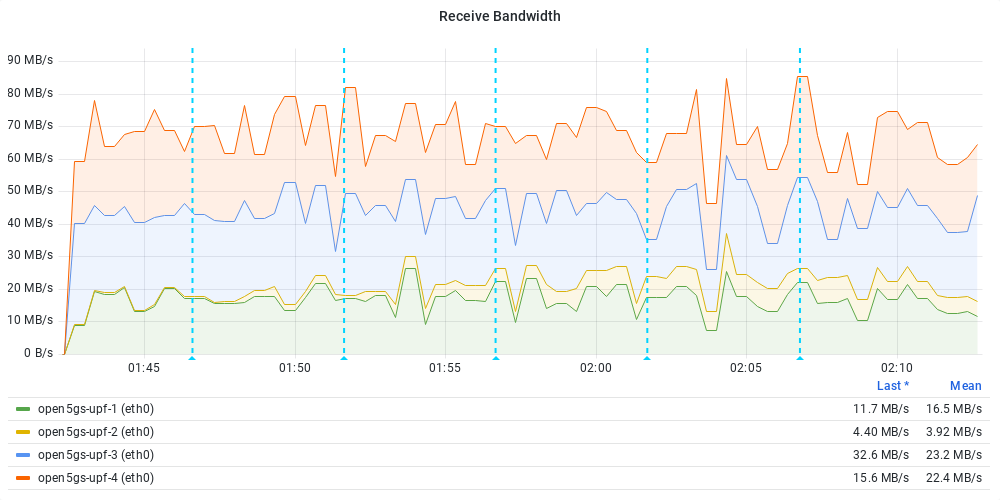 Receive Bandwidth
90 MB/s
80 MB/s
70 MB/s
60 MB/s
50 MB/s
40 MB/s
30 MB/s
20 MB/s
10 MB/s
0 B/s
01:45 01:50 01:55 02:00 02:05 02:10
Last * Mean
open5gs-upf-1 (eth0) 11.7 MB/s 16.5 MB/s
open5gs-upf-2 (eth0) 4.40 MB/s 3.92 MB/s
open5gs-upf-3 (eth0) 32.6 MB/s 23.2 MB/s
open5gs-upf-4 (eth0) 15.6 MB/s 22.4 MB/s